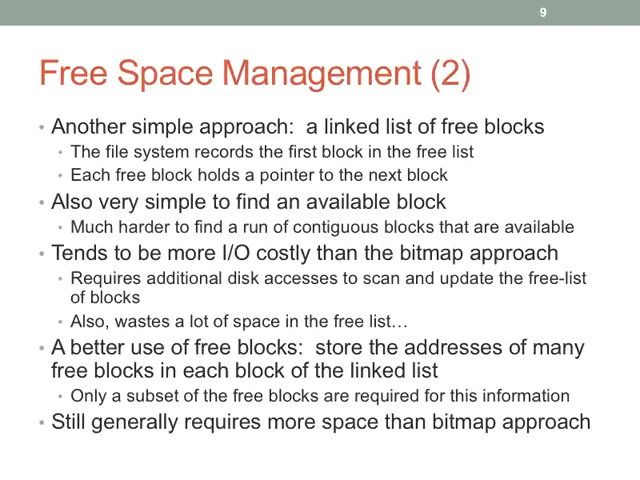 9
Free Space Management (2)
• Another simple approach:  a linked list of free blocks
• The file system records the first block in the free list
• Each free block holds a pointer to the next block
• Also very simple to find an available block
• Much harder to find a run of contiguous blocks that are available
• Tends to be more I/O costly than the bitmap approach
• Requires additional disk accesses to scan and update the free-list
of blocks
• Also, wastes a lot of space in the free list…
• A better use of free blocks:  store the addresses of many
free blocks in each block of the linked list
• Only a subset of the free blocks are required for this information
• Still generally requires more space than bitmap approach